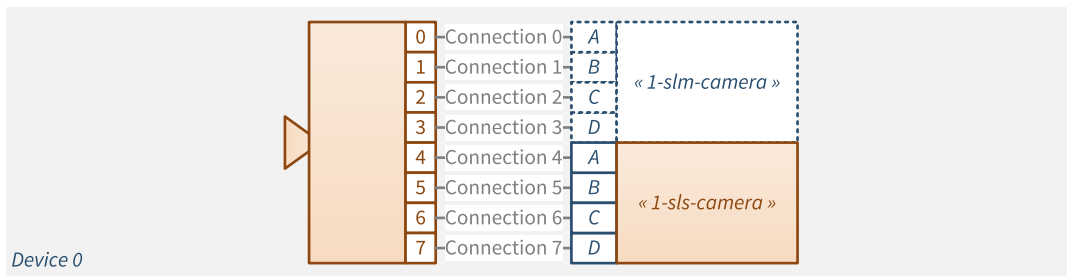 0 Connection 0 A
1 Connection 1 B
2 Connection 2 C
« 1-slm-camera »
3 Connection 3 D
4 Connection 4 A
5 Connection 5 B
6 Connection 6 C
« 1-sls-camera »
7 Connection 7 D
Device 0